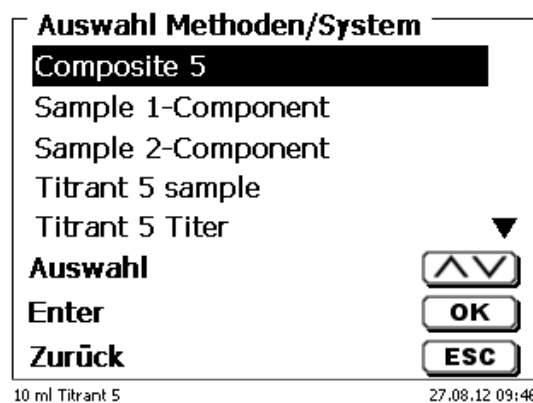 Auswahl Methoden/System
Composite 5
Sample 1-Component
Sample 2-Component
Titrant 5 sample
Titrant 5 Titer
Auswahl
Enter OK
Zurück ESC
10 ml Titrant 5 27.08.12 09:46